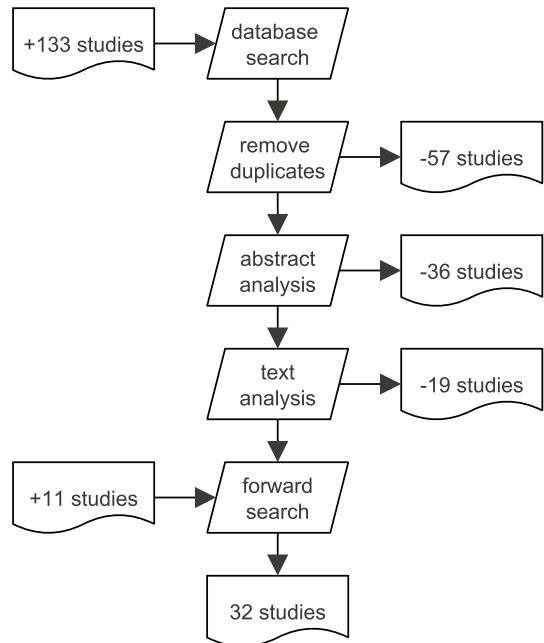 +133 studies
database
search
remove
duplicates
-57 studies
abstract
analysis
-36 studies
text
analysis
-19 studies
+11 studies
forward
search
32 studies